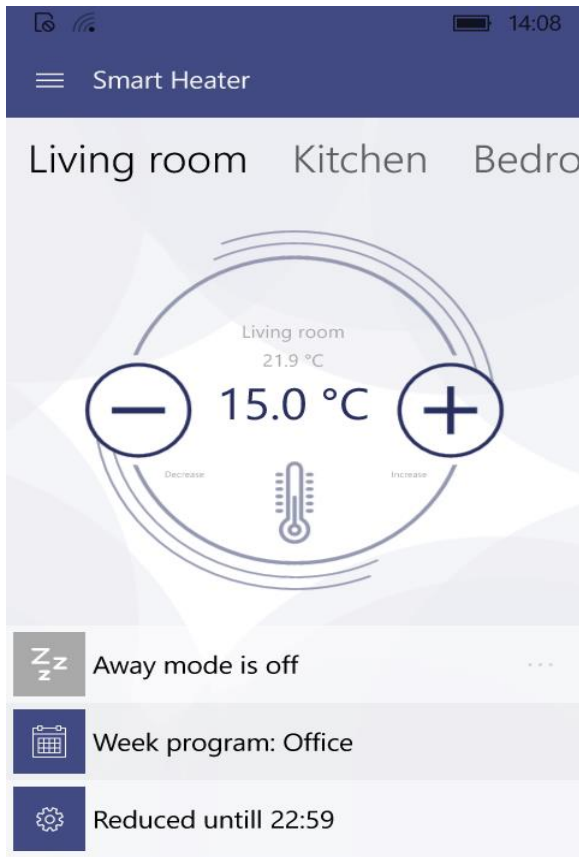 14:08
Smart Heater
Living room Kitchen Bedro
Living room
21.9 °C
15.0 °C
Decrease Increase
Zzz
Away mode is off
Week program: Office
Reduced untill 22:59